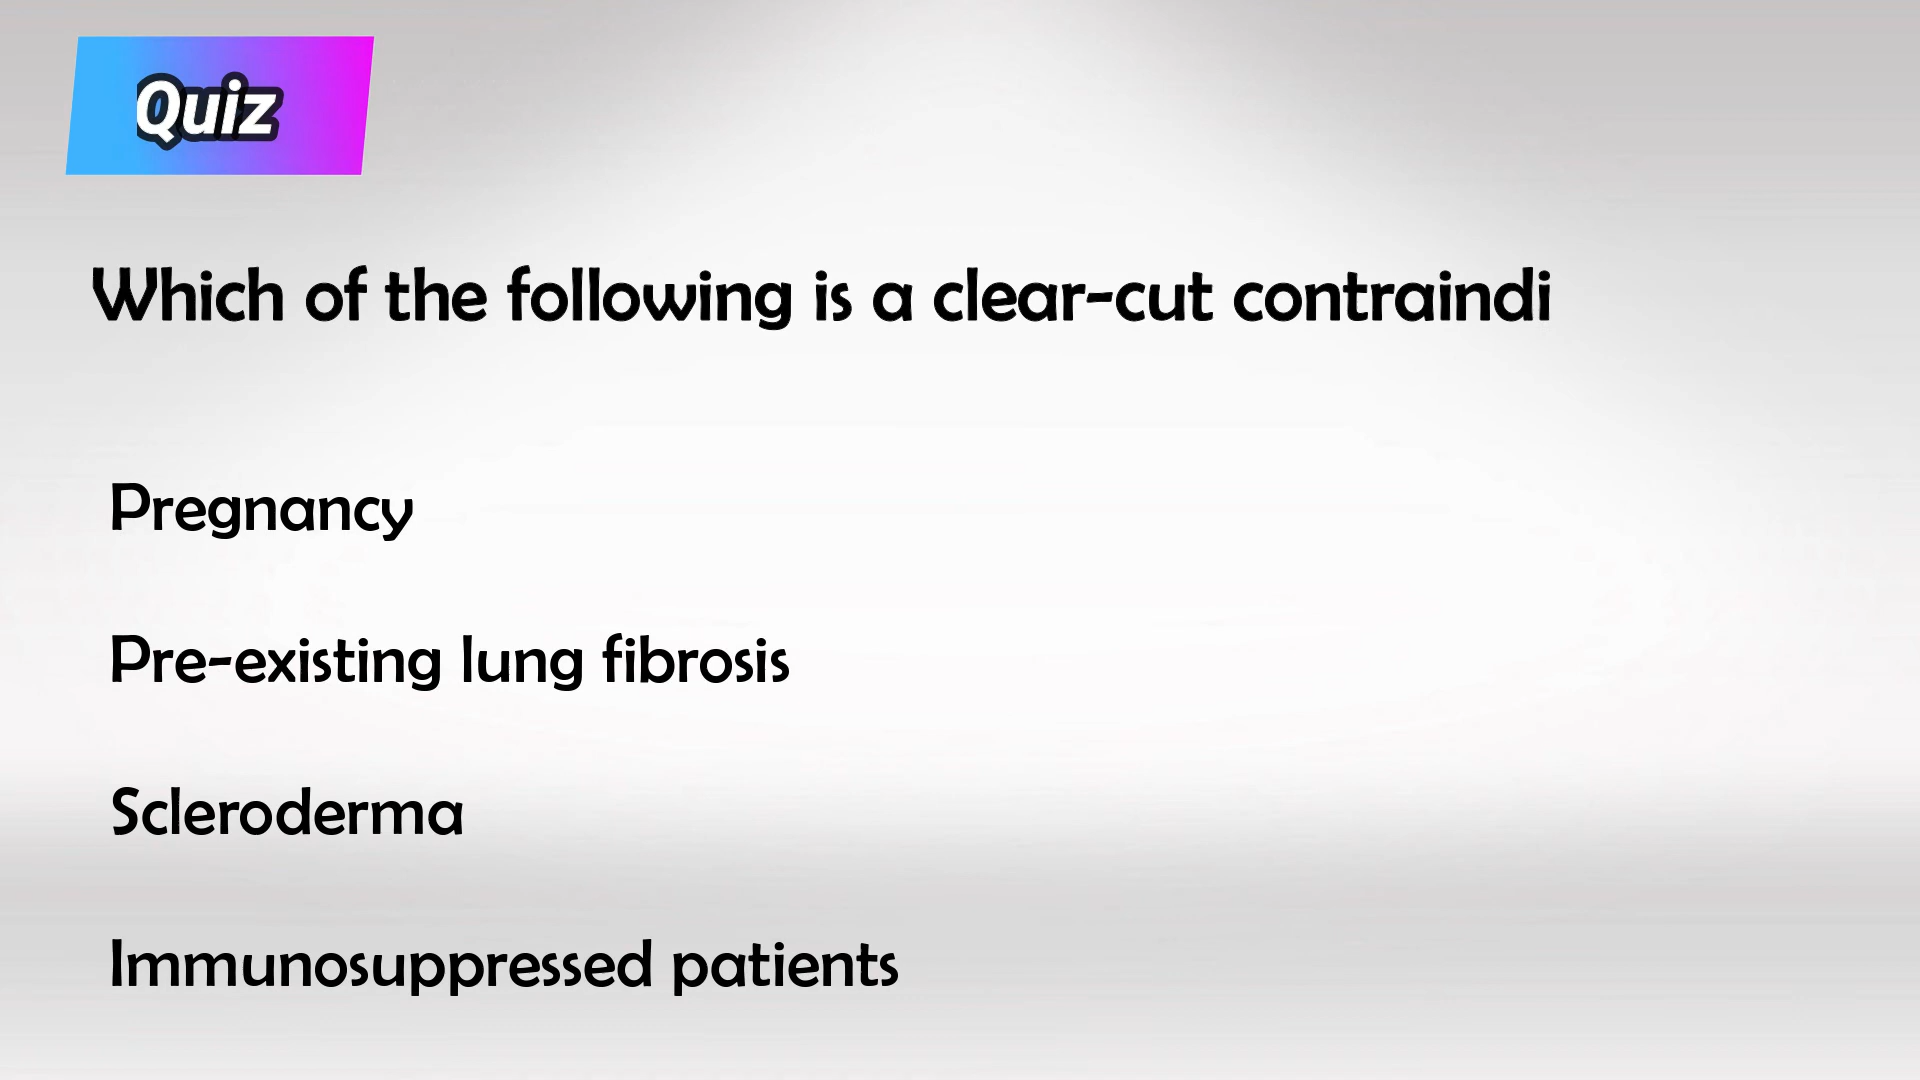 Quiz
Which of the following is a clear-cut contraindi
Pregnancy
Pre-existing lung fibrosis
Scleroderma
Immunosuppressed patients